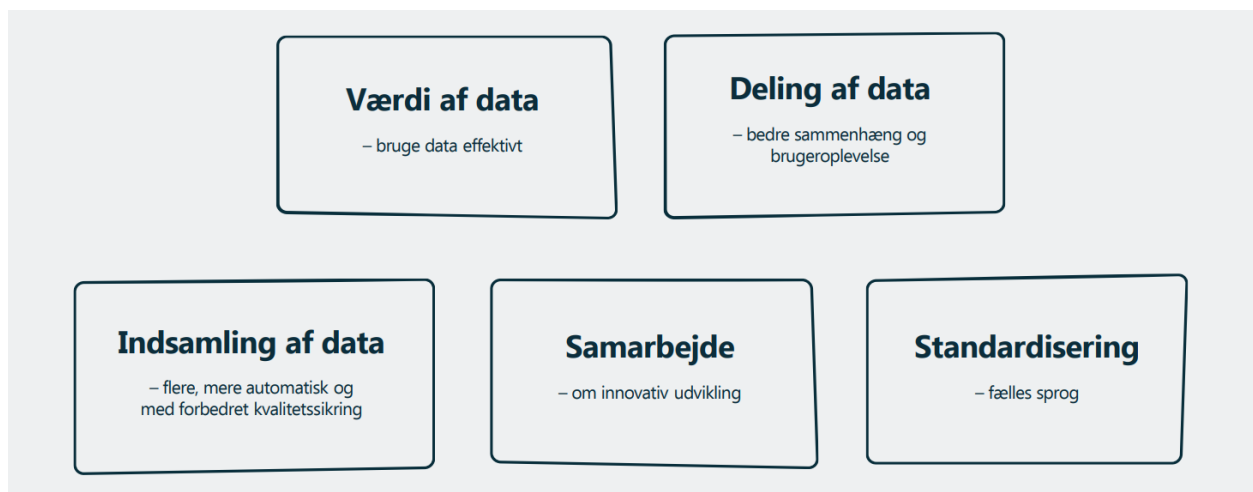 Værdi af data
– bruge data effektivt
Deling af data
– bedre sammenhæng og
brugeroplevelse
Indsamling af data
– flere, mere automatisk og
med forbedret kvalitetssikring
Samarbejde
– om innovativ udvikling
Standardisering
– fælles sprog